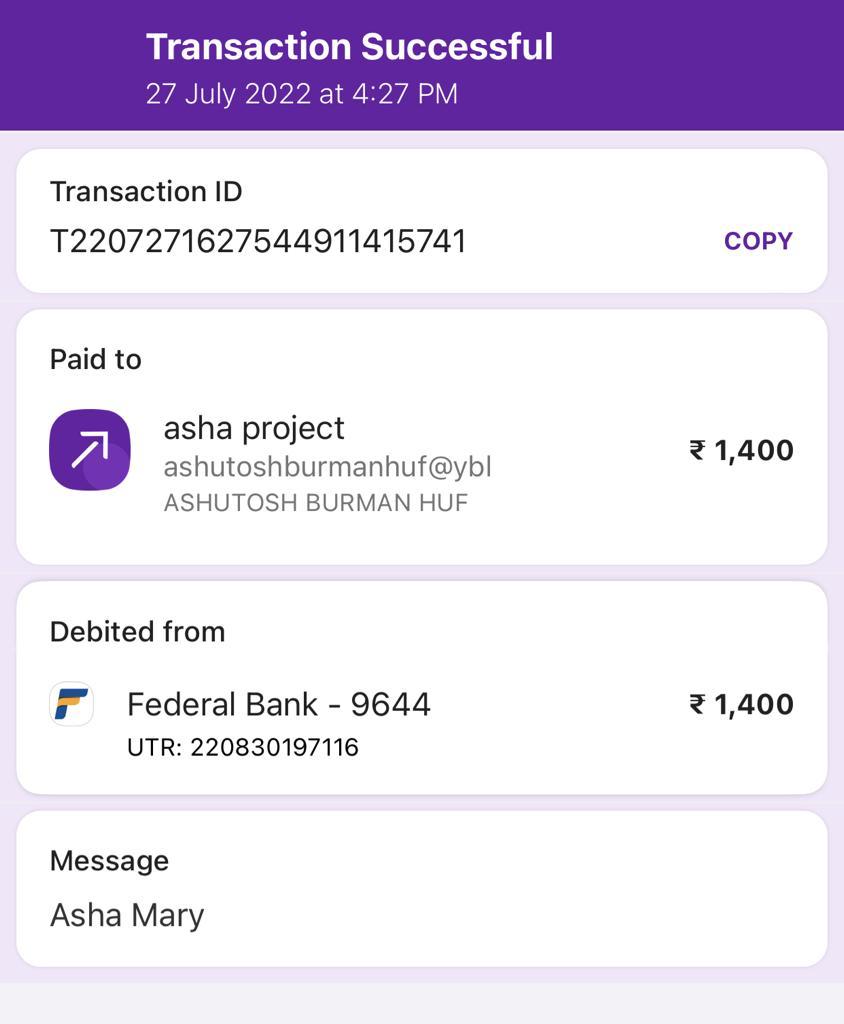 Transaction Successful
27 July 2022 at 4:27 PM
Transaction ID
T2207271627544911415741
COPY
Paid to
asha project
₹ 1,400
ashutoshburmanhuf@ybl
ASHUTOSH BURMAN HUF
Debited from
Federal Bank - 9644
₹ 1,400
UTR: 220830197116
Message
Asha Mary